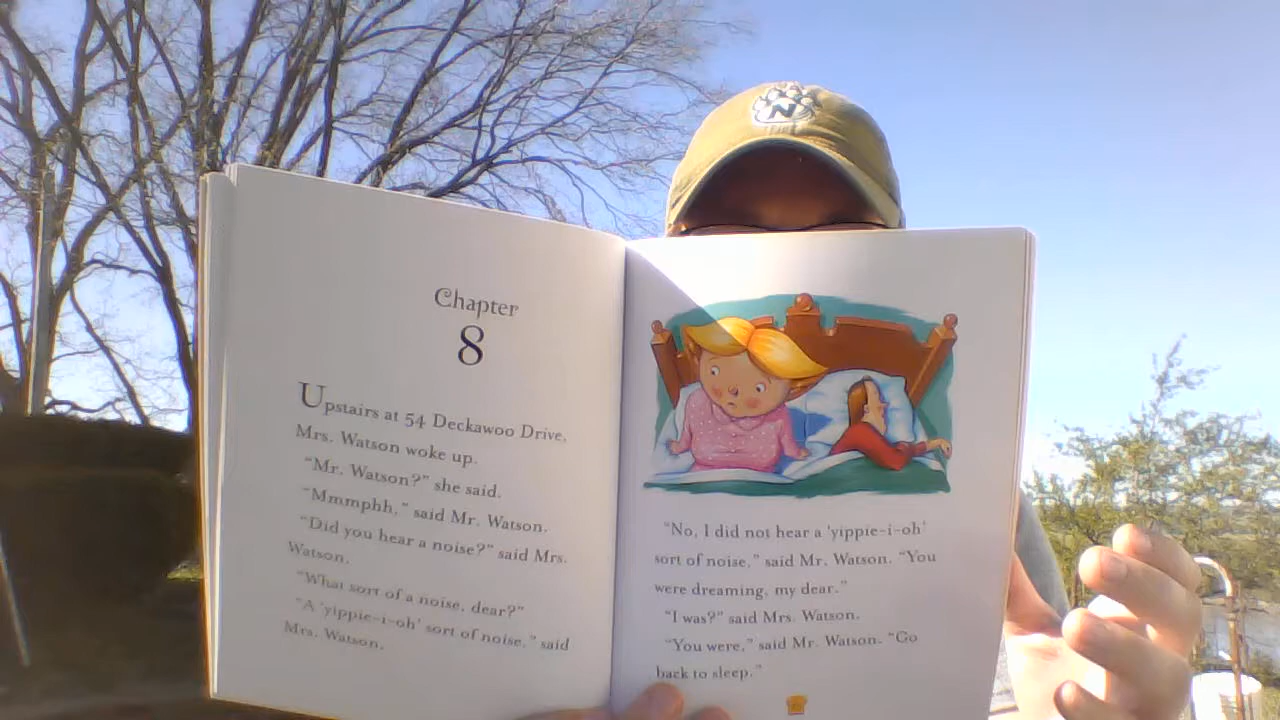 N
Chapter
8
Upstairs at 54 Deckawoo Drive,
Mrs. Watson woke up.
“Mr. Watson?” she said.
“Mmmphh,” said Mr. Watson.
“Did you hear a noise?” said Mrs.
Watson.
“What sort of a noise, dear?”
“A ‘yippie-i-oh’ sort of noise,” said
Mrs. Watson.
“No, I did not hear a ‘yippie-i-oh’
sort of noise,” said Mr. Watson. “You
were dreaming, my dear.”
“I was?” said Mrs. Watson.
“You were,” said Mr. Watson. “Go
back to sleep.”